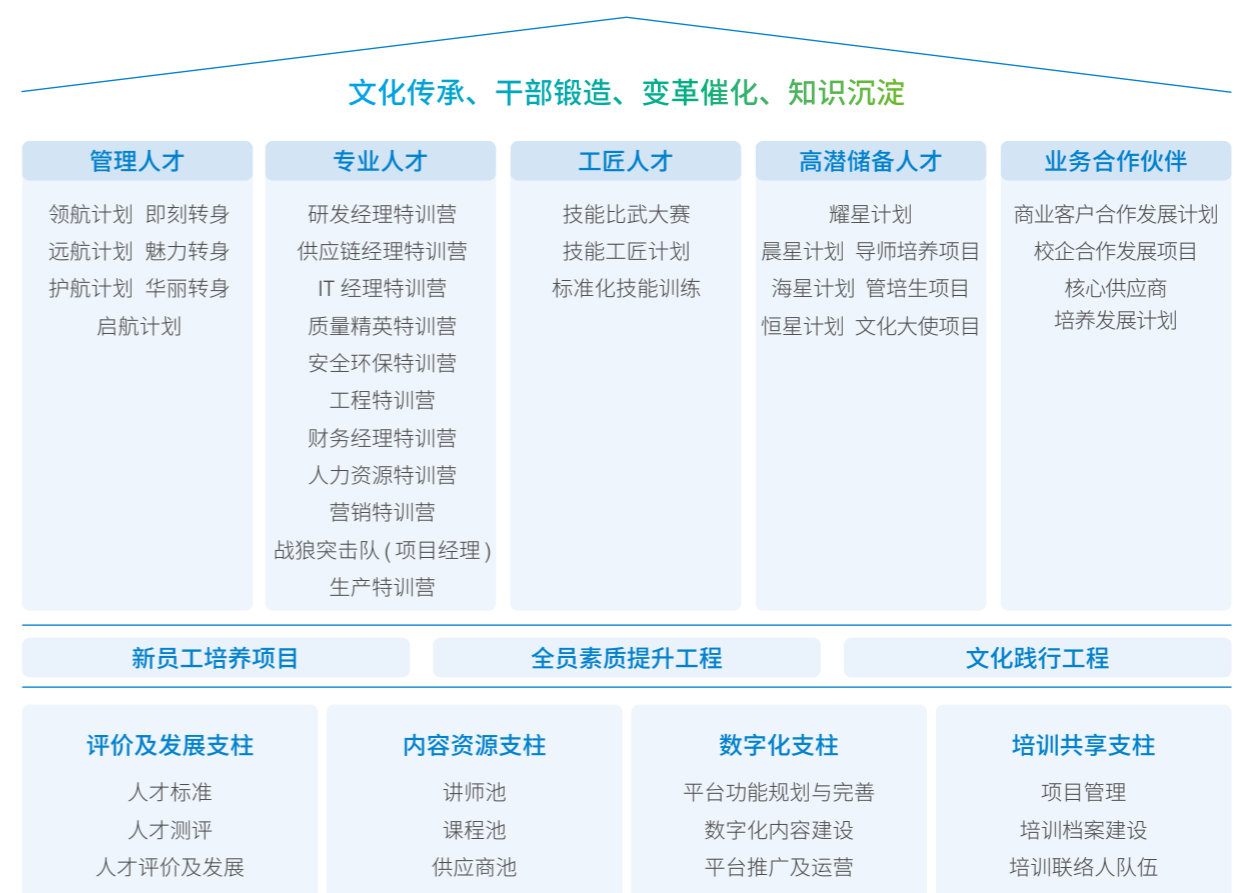 文化传承、干部锻造、变革催化、知识沉淀
管理人才
领航计划 即刻转身
远航计划 魅力转身
护航计划 华丽转身
启航计划
专业人才
研发经理特训营
供应链经理特训营
IT 经理特训营
质量精英特训营
安全环保特训营
工程特训营
财务经理特训营
人力资源特训营
营销特训营
战狼突击队(项目经理)
生产特训营
工匠人才
技能比武大赛
技能工匠计划
标准化技能训练
高潜储备人才
耀星计划
晨星计划 导师培养项目
海星计划 管培生项目
恒星计划 文化大使项目
业务合作伙伴
商业客户合作发展计划
校企合作发展项目
核心供应商
培养发展计划
新员工培养项目
全员素质提升工程
文化践行工程
评价及发展支柱
人才标准
人才测评
人才评价及发展
内容资源支柱
讲师池
课程池
供应商池
数字化支柱
平台功能规划与完善
数字化内容建设
平台推广及运营
培训共享支柱
项目管理
培训档案建设
培训联络人队伍